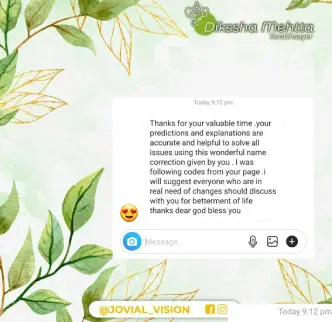 Dikssha Mehtta
Soothsayer
Today 9:12 pm
Thanks for your valuable time .your
predictions and explanations are
accurate and helpful to solve all
issues using this wonderful name
correction given by you . I was
following codes from your page .i
will suggest everyone who are in
real need of changes should discuss
with you for betterment of life
thanks dear god bless you
Message...
@JOVIAL_VISION
Today 9:12 pm